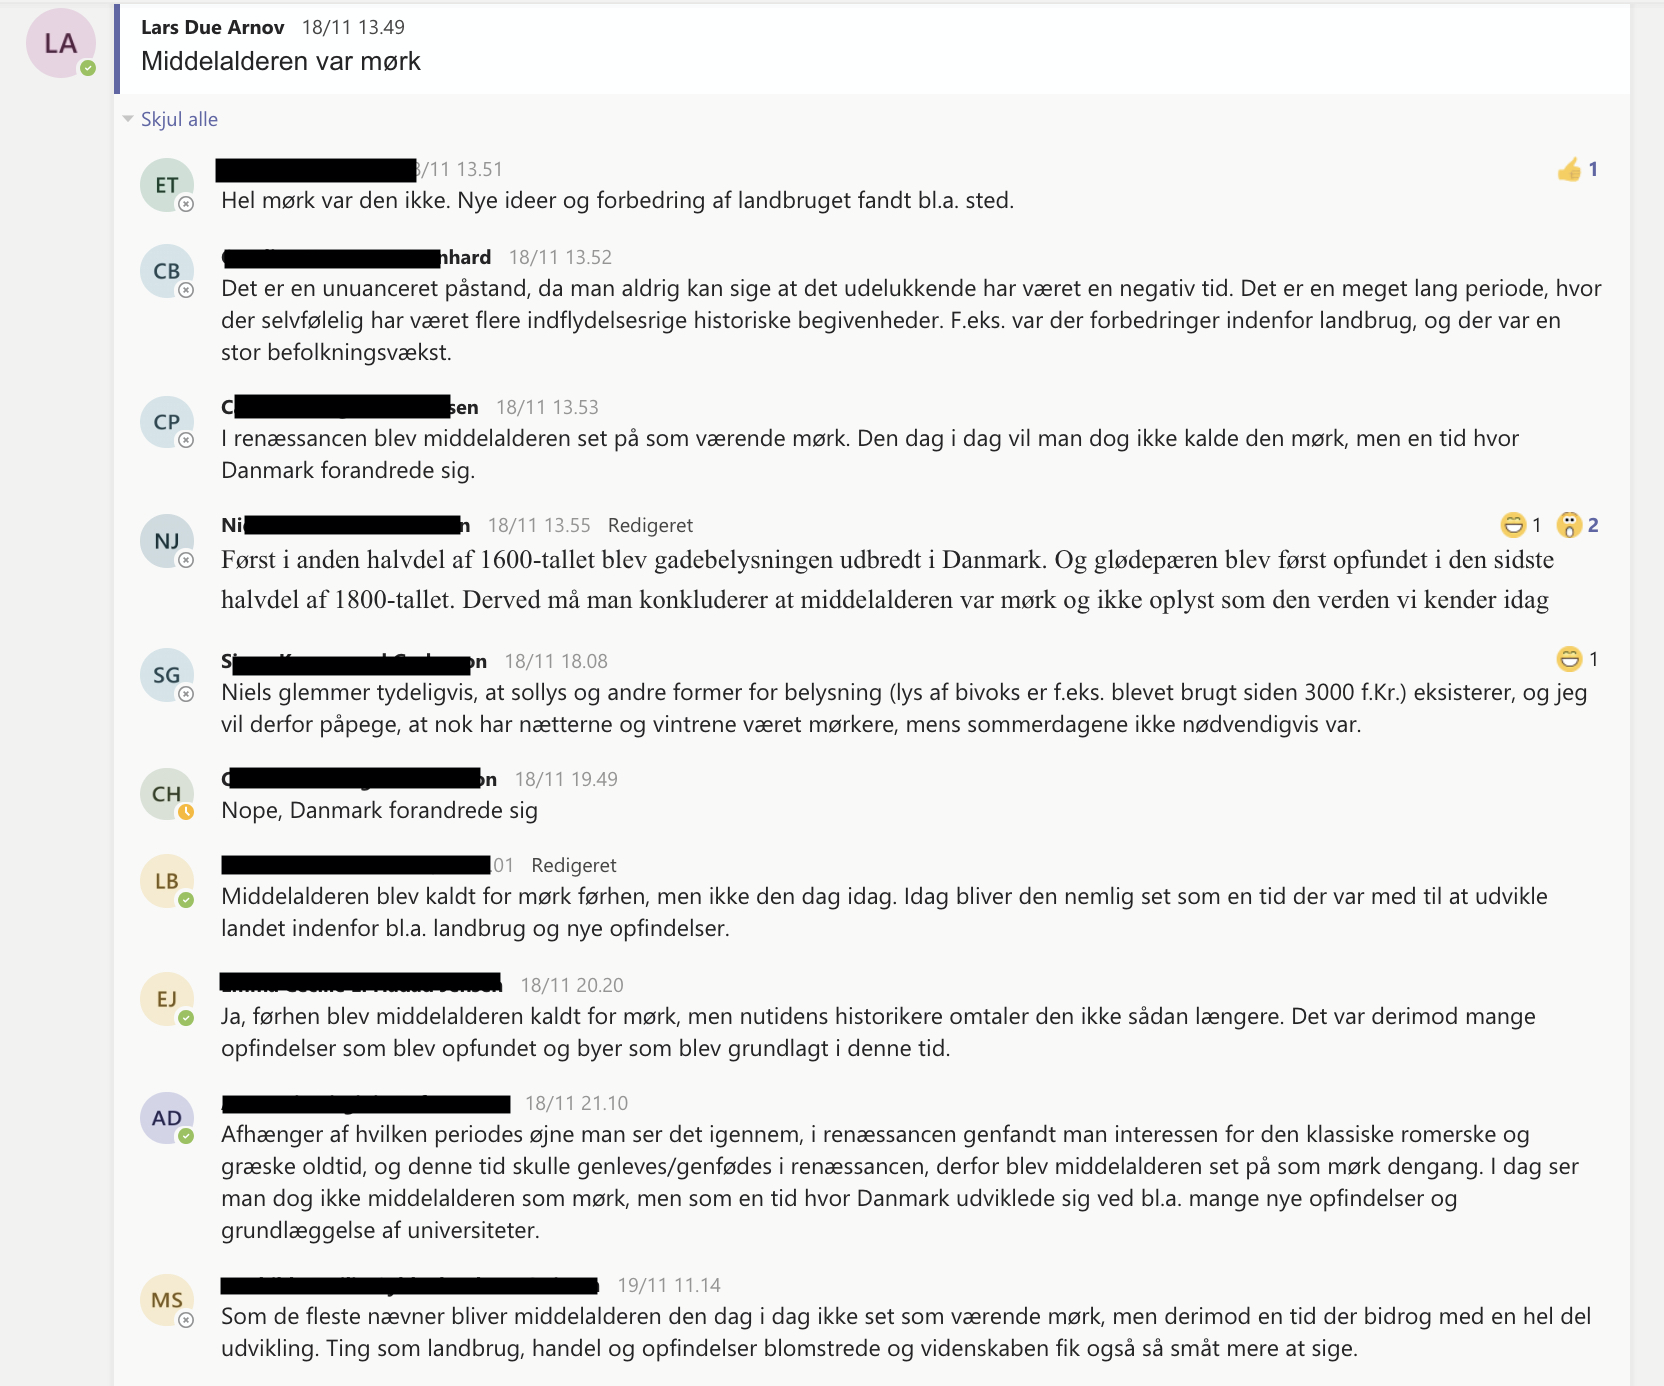 LA
Lars Due Arnov 18/11 13.49
Middelalderen var mørk
Skjul alle
ET
/11 13.51
1
Hel mørk var den ikke. Nye ideer og forbedring af landbruget fandt bl.a. sted.
CB
nhard 18/11 13.52
Det er en unuanceret påstand, da man aldrig kan sige at det udelukkende har været en negativ tid. Det er en meget lang periode, hvor
der selvfølelig har været flere indflydelsesrige historiske begivenheder. F.eks. var der forbedringer indenfor landbrug, og der var en
stor befolkningsvækst.
CP
C sen 18/11 13.53
I renæssancen blev middelalderen set på som værende mørk. Den dag i dag vil man dog ikke kalde den mørk, men en tid hvor
Danmark forandrede sig.
NJ
Ni n 18/11 13.55 Redigeret
1 2
Først i anden halvdel af 1600-tallet blev gadebelysningen udbredt i Danmark. Og glødepæren blev først opfundet i den sidste
halvdel af 1800-tallet. Derved må man konkluderer at middelalderen var mørk og ikke oplyst som den verden vi kender idag
SG
S on 18/11 18.08
1
Niels glemmer tydeligvis, at sollys og andre former for belysning (lys af bivoks er f.eks. blevet brugt siden 3000 f.Kr.) eksisterer, og jeg
vil derfor påpege, at nok har nætterne og vintrene været mørkere, mens sommerdagene ikke nødvendigvis var.
CH
on 18/11 19.49
Nope, Danmark forandrede sig
LB
01 Redigeret
Middelalderen blev kaldt for mørk førhen, men ikke den dag idag. Idag bliver den nemlig set som en tid der var med til at udvikle
landet indenfor bl.a. landbrug og nye opfindelser.
EJ
18/11 20.20
Ja, førhen blev middelalderen kaldt for mørk, men nutidens historikere omtaler den ikke sådan længere. Det var derimod mange
opfindelser som blev opfundet og byer som blev grundlagt i denne tid.
AD
18/11 21.10
Afhænger af hvilken periodes øjne man ser det igennem, i renæssancen genfandt man interessen for den klassiske romerske og
græske oldtid, og denne tid skulle genleves/genfødes i renæssancen, derfor blev middelalderen set på som mørk dengang. I dag ser
man dog ikke middelalderen som mørk, men som en tid hvor Danmark udviklede sig ved bl.a. mange nye opfindelser og
grundlæggelse af universiteter.
MS
19/11 11.14
Som de fleste nævner bliver middelalderen den dag i dag ikke set som værende mørk, men derimod en tid der bidrog med en hel del
udvikling. Ting som landbrug, handel og opfindelser blomstrede og videnskaben fik også så småt mere at sige.